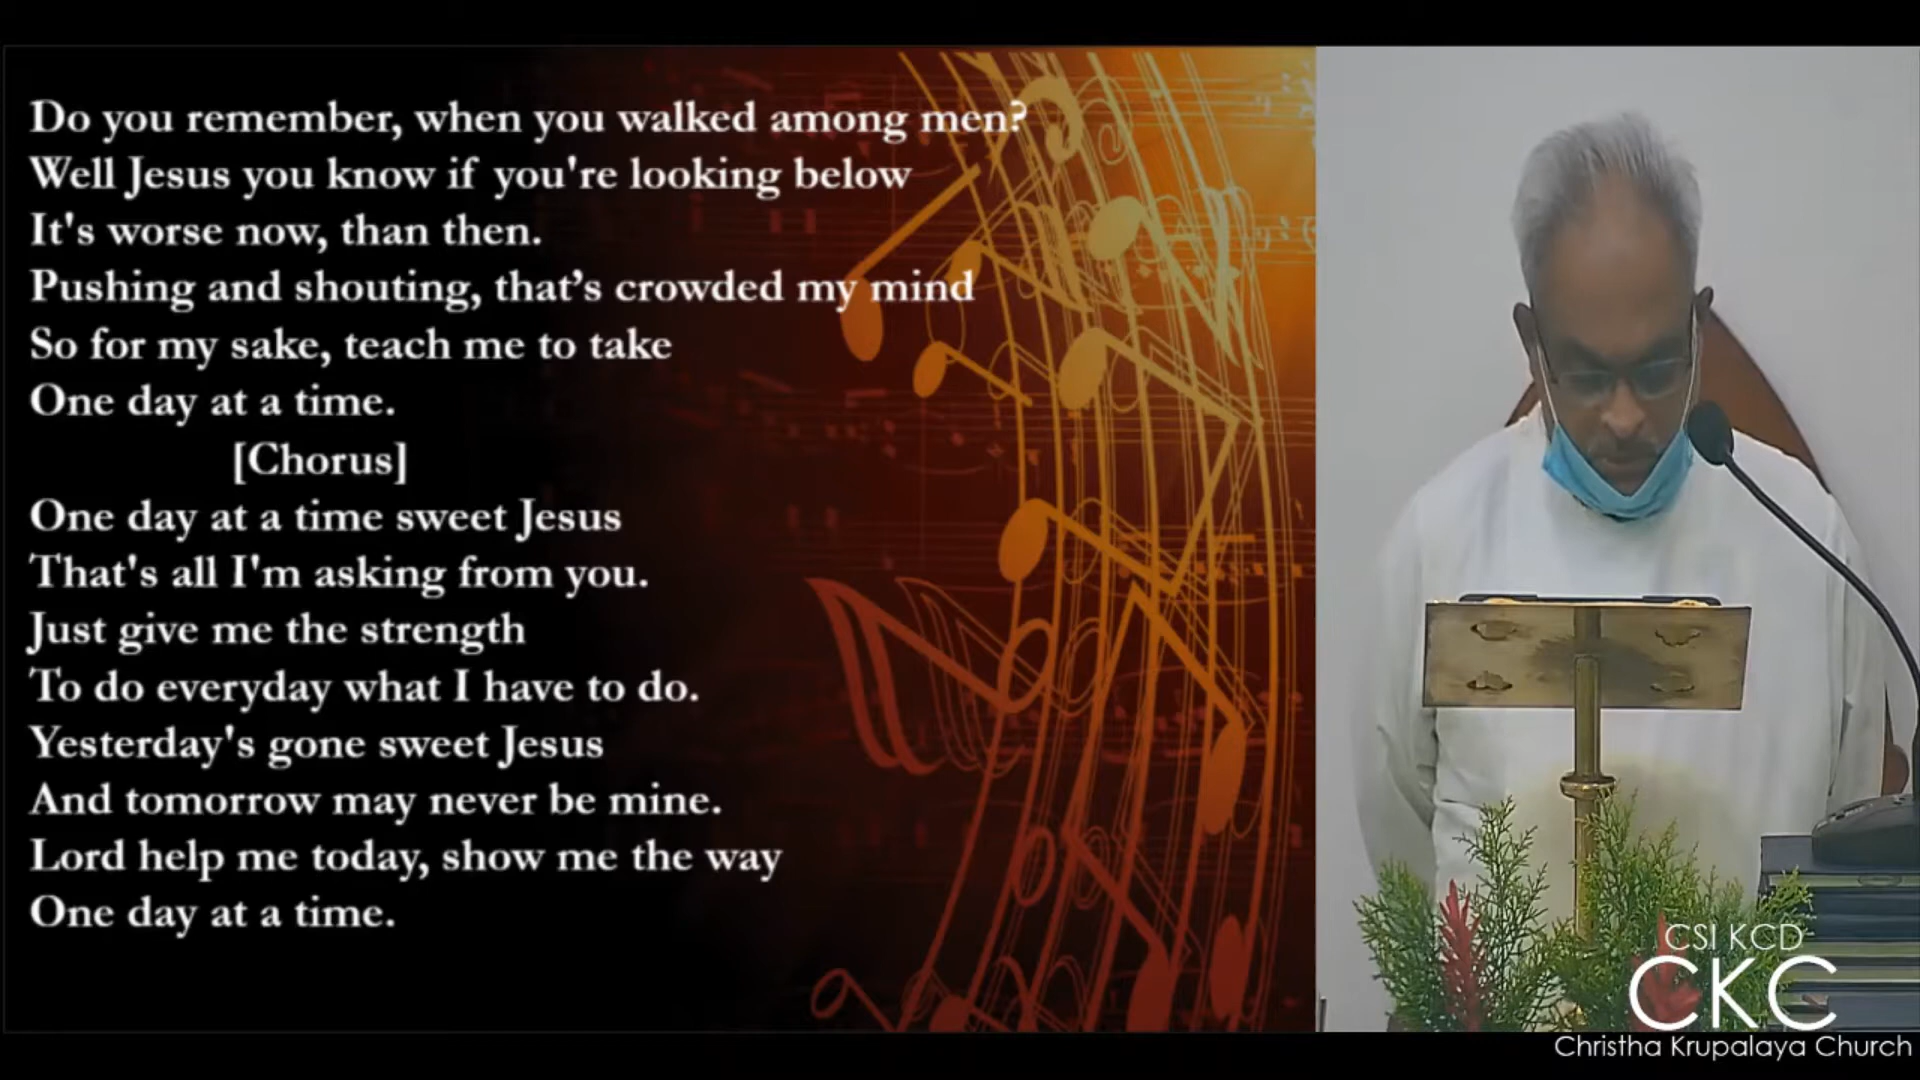 Do you remember, when you walked among men?
Well Jesus you know if you're looking below
It's worse now, than then.
Pushing and shouting, that’s crowded my mind
So for my sake, teach me to take
One day at a time.
[Chorus]
One day at a time sweet Jesus
That's all I'm asking from you.
Just give me the strength
To do everyday what I have to do.
Yesterday's gone sweet Jesus
And tomorrow may never be mine.
Lord help me today, show me the way
One day at a time.
CSI KCD
CKC
Christha Krupalaya Church